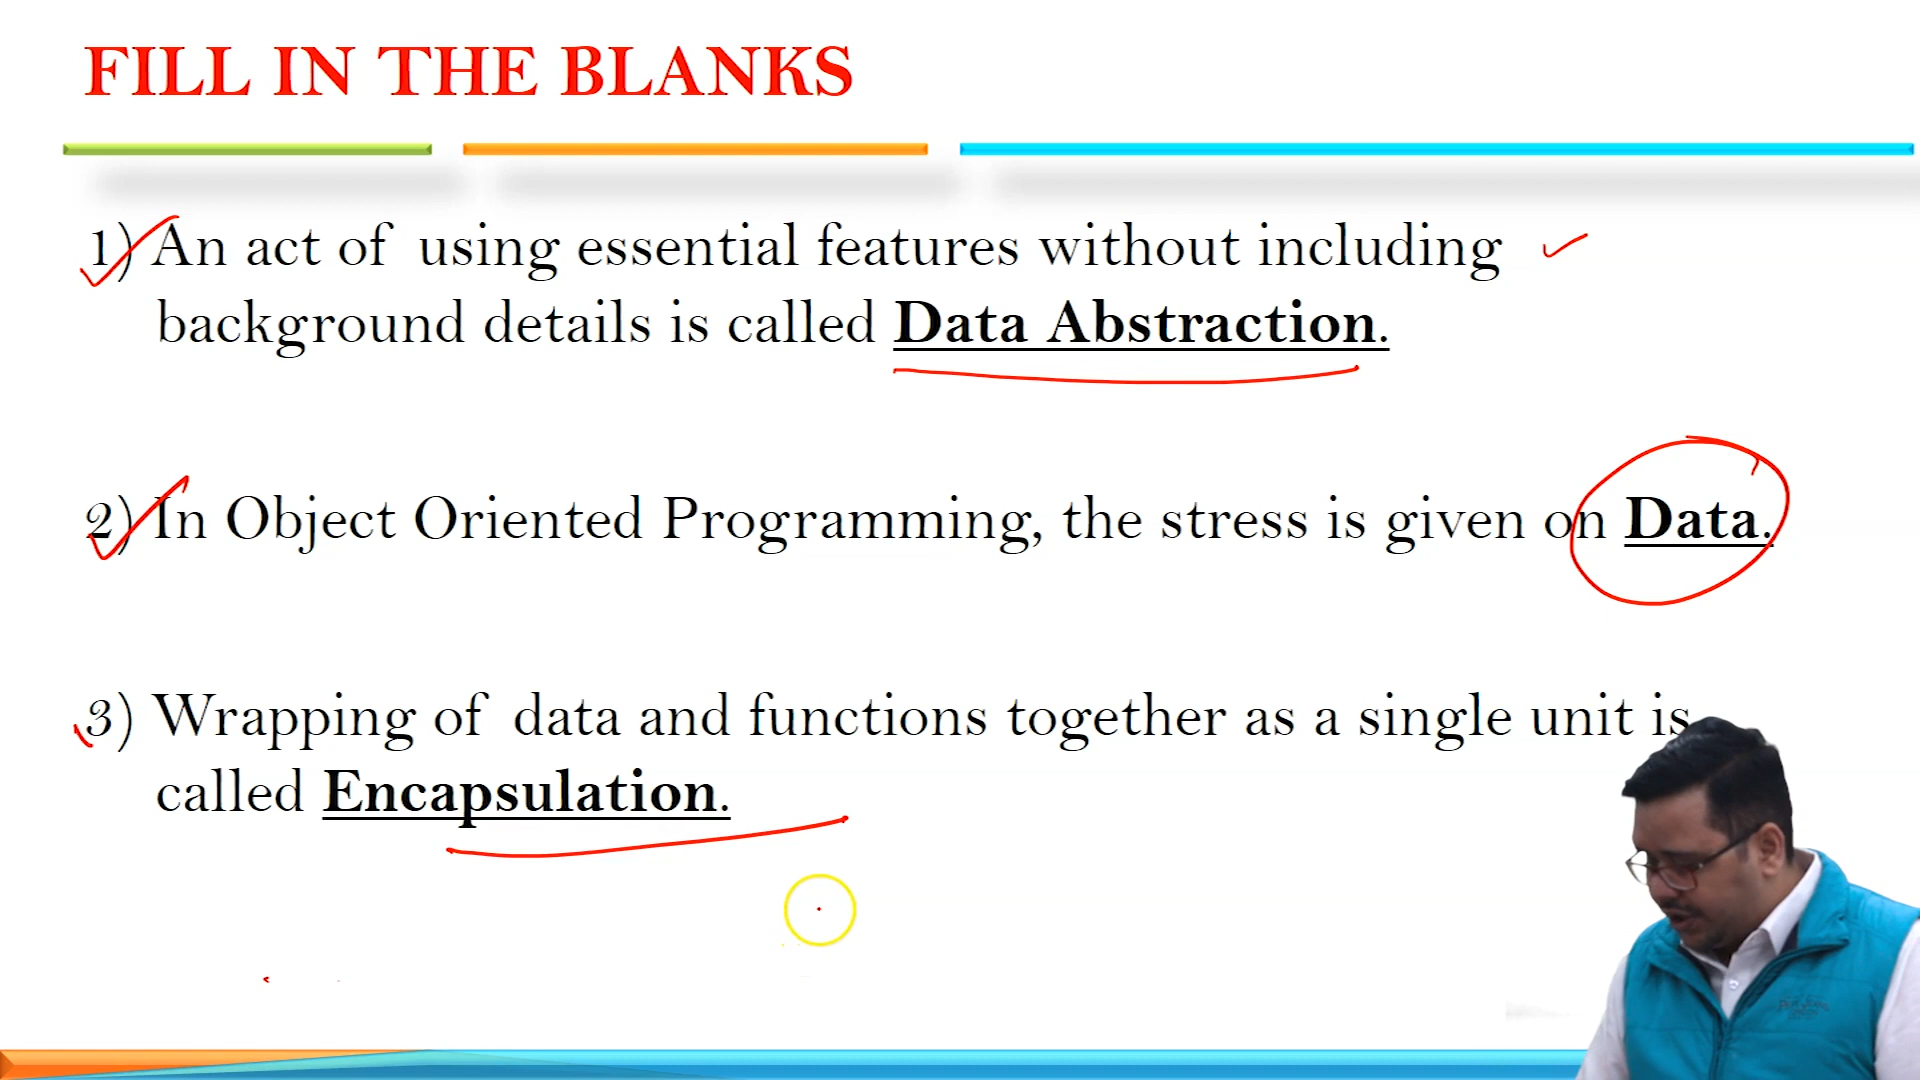 FILL IN THE BLANKS
1) An act of using essential features without including
background details is called Data Abstraction.
2) In Object Oriented Programming, the stress is given on Data.
3) Wrapping of data and functions together as a single unit is
called Encapsulation.